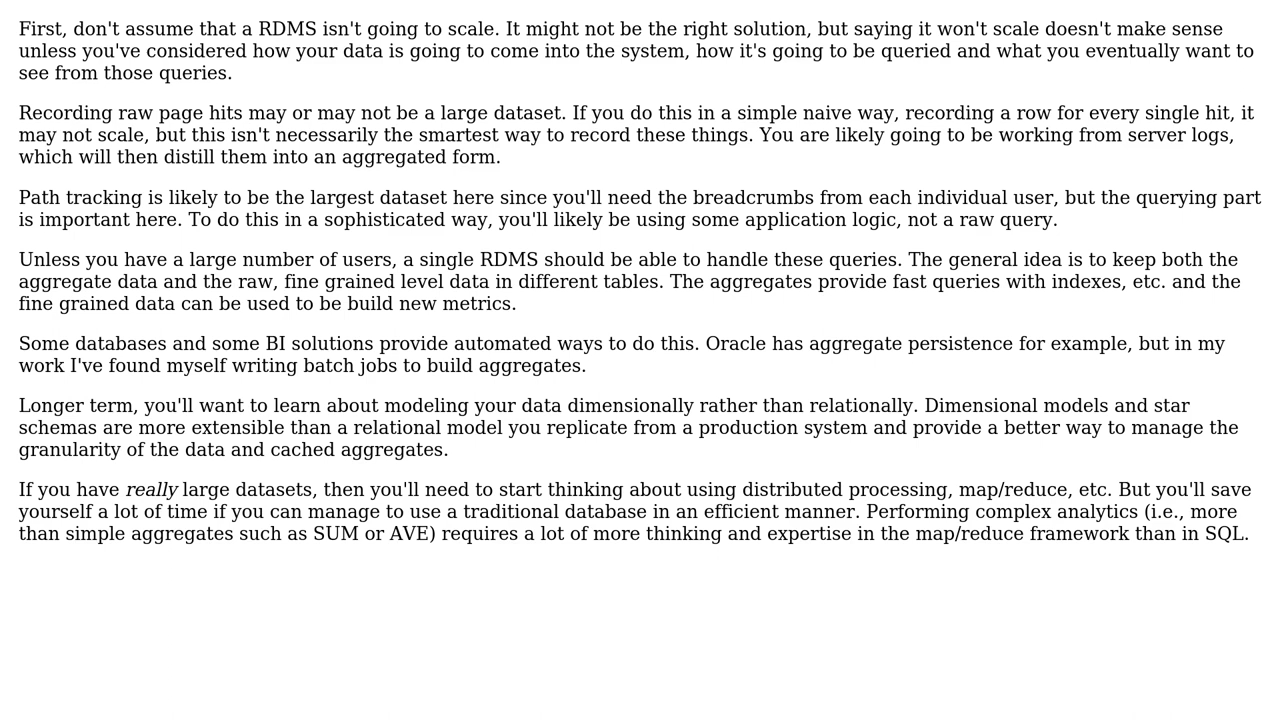 First, don't assume that a RDMS isn't going to scale. It might not be the right solution, but saying it won't scale doesn't make sense
unless you've considered how your data is going to come into the system, how it's going to be queried and what you eventually want to
see from those queries.
Recording raw page hits may or may not be a large dataset. If you do this in a simple naive way, recording a row for every single hit, it
may not scale, but this isn't necessarily the smartest way to record these things. You are likely going to be working from server logs,
which will then distill them into an aggregated form.
Path tracking is likely to be the largest dataset here since you'll need the breadcrumbs from each individual user, but the querying part
is important here. To do this in a sophisticated way, you'll likely be using some application logic, not a raw query.
Unless you have a large number of users, a single RDMS should be able to handle these queries. The general idea is to keep both the
aggregate data and the raw, fine grained level data in different tables. The aggregates provide fast queries with indexes, etc. and the
fine grained data can be used to be build new metrics.
Some databases and some BI solutions provide automated ways to do this. Oracle has aggregate persistence for example, but in my
work I've found myself writing batch jobs to build aggregates.
Longer term, you'll want to learn about modeling your data dimensionally rather than relationally. Dimensional models and star
schemas are more extensible than a relational model you replicate from a production system and provide a better way to manage the
granularity of the data and cached aggregates.
If you have really large datasets, then you'll need to start thinking about using distributed processing, map/reduce, etc. But you'll save
yourself a lot of time if you can manage to use a traditional database in an efficient manner. Performing complex analytics (i.e., more
than simple aggregates such as SUM or AVE) requires a lot of more thinking and expertise in the map/reduce framework than in SQL.